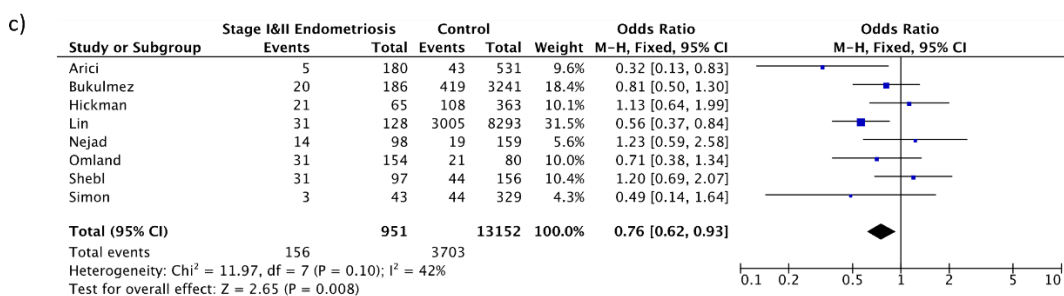 c)
Stage I&II Endometriosis Control Odds Ratio Odds Ratio
Study or Subgroup Events Total Events Total Weight M-H, Fixed, 95% CI M-H, Fixed, 95% CI
Arici 5 180 43 531 9.6% 0.32 [0.13, 0.83]
Bukulmez 20 186 419 3241 18.4% 0.81 [0.50, 1.30]
Hickman 21 65 108 363 10.1% 1.13 [0.64, 1.99]
Lin 31 128 3005 8293 31.5% 0.56 [0.37, 0.84]
Nejad 14 98 19 159 5.6% 1.23 [0.59, 2.58]
Omland 31 154 21 80 10.0% 0.71 [0.38, 1.34]
Shebl 31 97 44 156 10.4% 1.20 [0.69, 2.07]
Simon 3 43 44 329 4.3% 0.49 [0.14, 1.64]
Total (95% CI) 951 13152 100.0% 0.76 [0.62, 0.93]
Total events 156 3703
Heterogeneity: Chi² = 11.97, df = 7 (P = 0.10); I² = 42%
Test for overall effect: Z = 2.65 (P = 0.008)
0.1 0.2 0.5 1 2 5 10